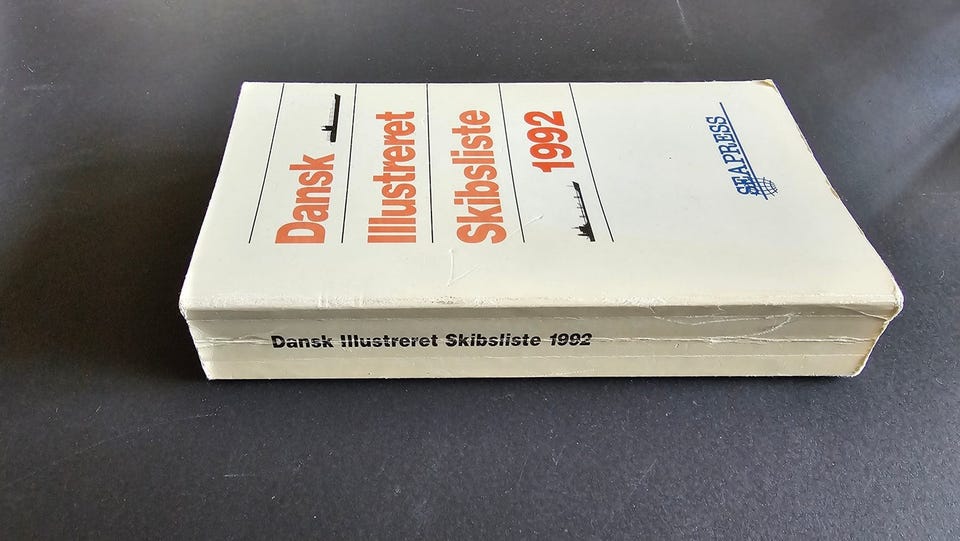 Dansk
Illustreret
Skibsliste
1992
SEAPRESS
Dansk Illustreret Skibsliste 1992